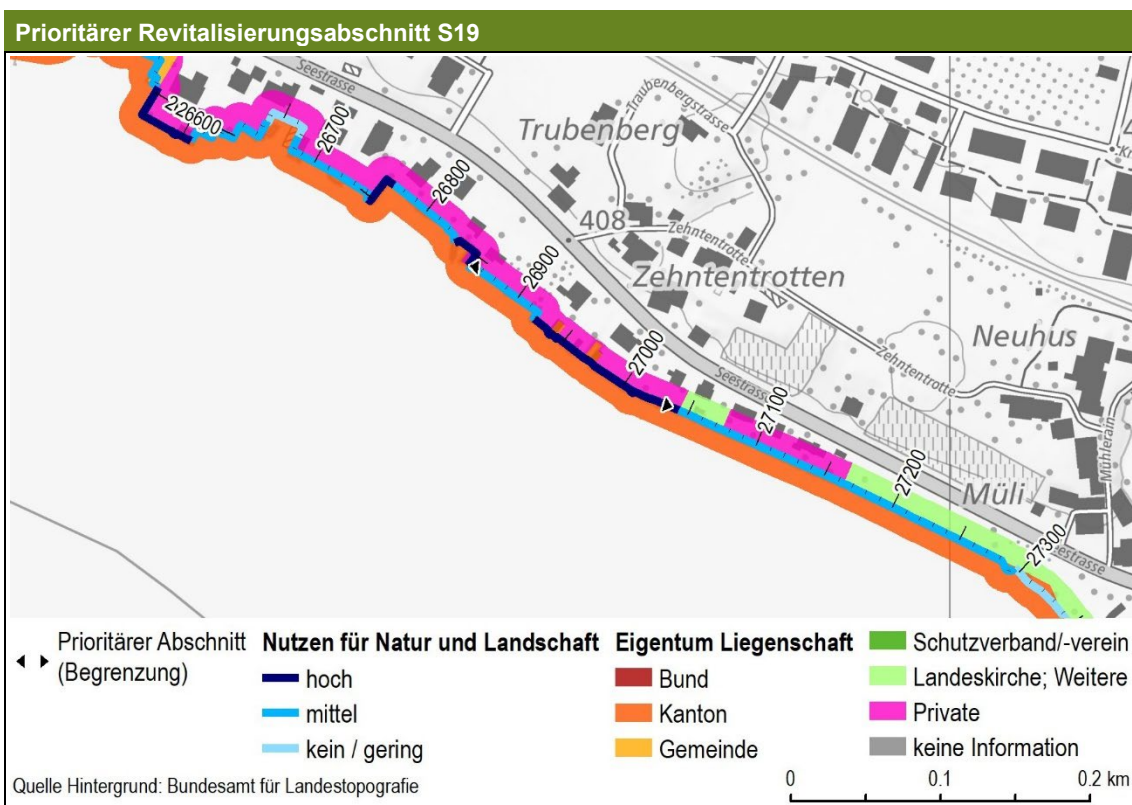 Prioritärer Revitalisierungsabschnitt S19
Seestrasse
Traubenbergstrasse
Trubenberg
26600
26700
26800
408
Zehntentrotte
Zehntentrotten
26900
Neuhus
27000
Seestrasse
Zehntentrotte
27100
Mühlerain
27200
Müli
Seestrasse
27300
Prioritärer Abschnitt
(Begrenzung)
Nutzen für Natur und Landschaft
hoch
mittel
kein / gering
Eigentum Liegenschaft
Bund
Kanton
Gemeinde
Schutzverband/-verein
Landeskirche; Weitere
Private
keine Information
Quelle Hintergrund: Bundesamt für Landestopografie
0 0.1 0.2 km